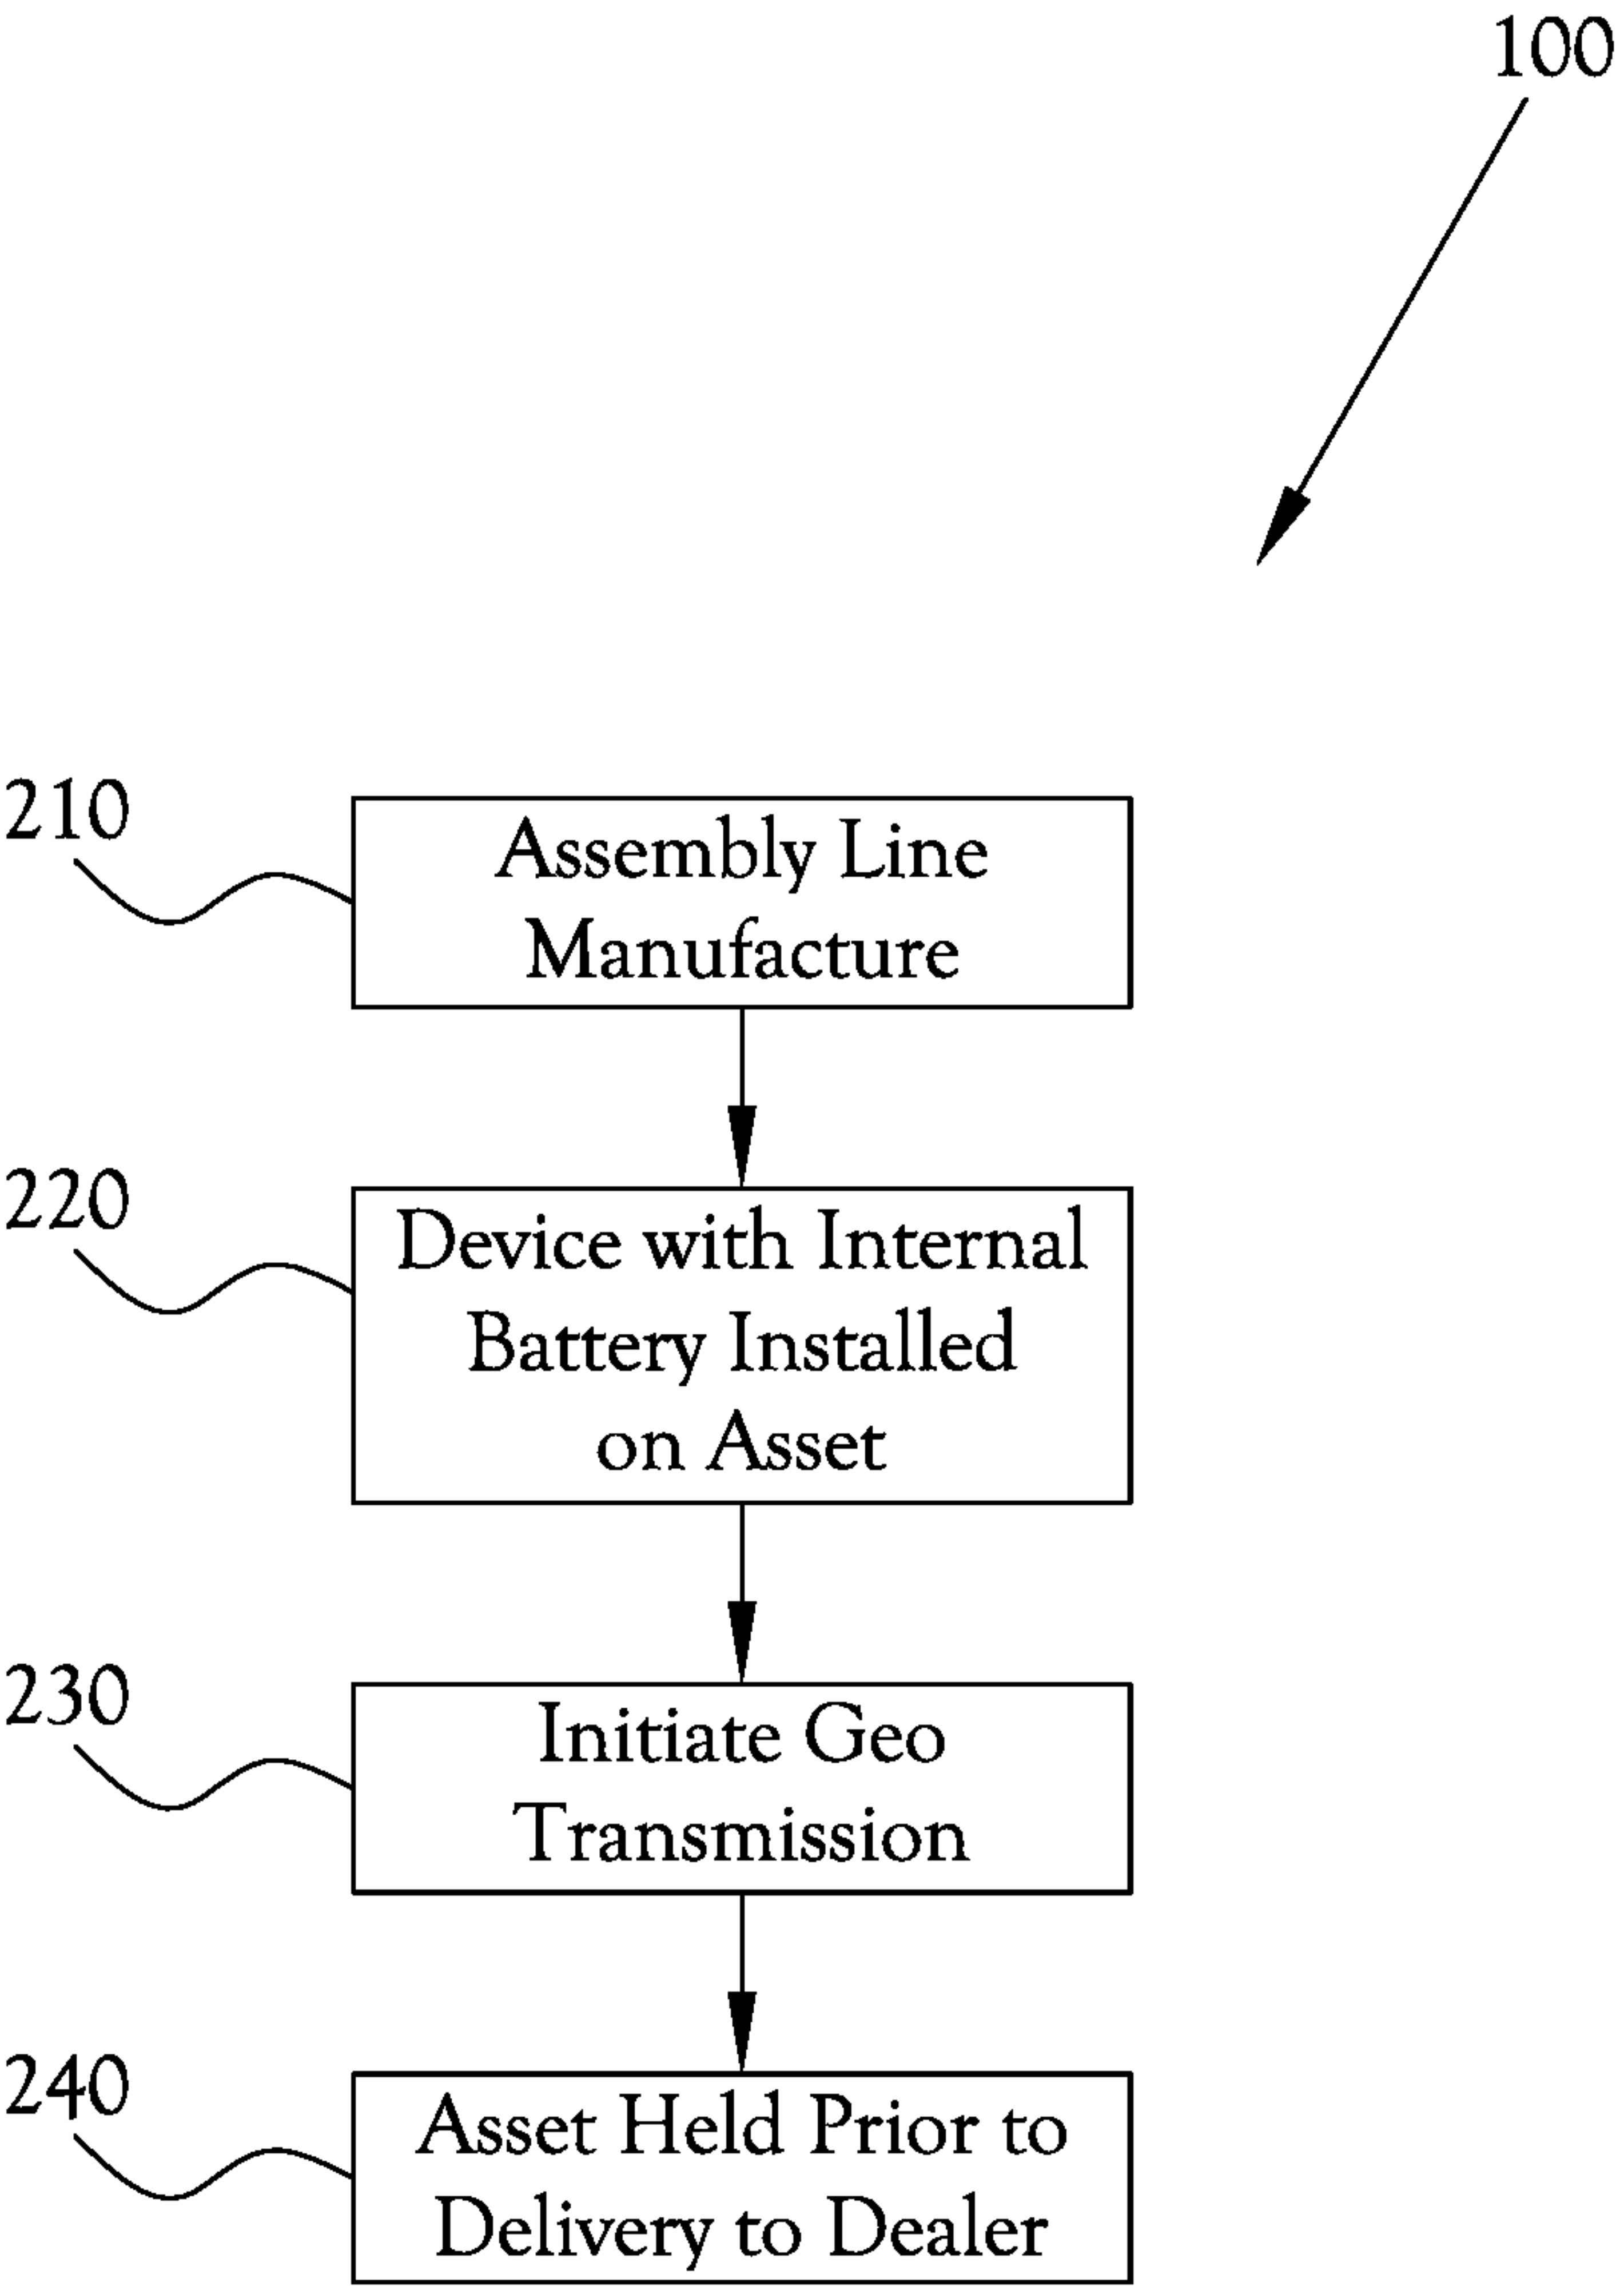 100
210
Assembly Line
Manufacture
220
Device with Internal
Battery Installed
on Asset
230
Initiate Geo
Transmission
240
Asset Held Prior to
Delivery to Dealer